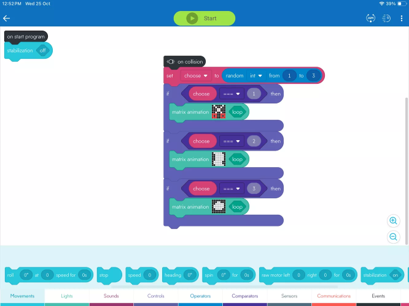 12:52 PM Wed 25 Oct
39%
Start
on start program
stabilisation off
on collision
set choose to random int from 1 to 3
if choose === 1 then
matrix animation loop
if choose === 2 then
matrix animation loop
if choose === 3 then
matrix animation loop
roll 0° at 0 speed for 0s
stop
speed 0
heading 0°
spin 0° for 0s
raw motor left 0 right 0 for 0s
stabilisation on
Movements Lights Sounds Controls Operators Comparators Sensors Communications Events